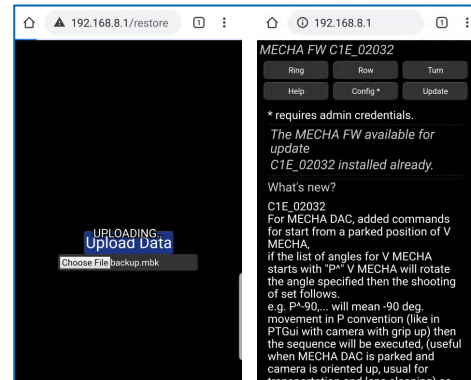 192.168.8.1/restore
1
UPLOADING..
Upload Data
Choose File backup.mbk
192.168.8.1
1
MECHA FW C1E_02032
Ring Row Turn
Help Config * Update
* requires admin credentials.
The MECHA FW available for
update
C1E_02032 installed already.
What's new?
C1E_02032
For MECHA DAC, added commands
for start from a parked position of V
MECHA,
if the list of angles for V MECHA
starts with "P^" V MECHA will rotate
the angle specified then the shooting
of set follows.
e.g. P^-90,... will mean -90 deg.
movement in P convention (like in
PTGui with camera with grip up) then
the sequence will be executed, (useful
when MECHA DAC is parked and
camera is oriented up, usual for
transportation and lens cleaning) so